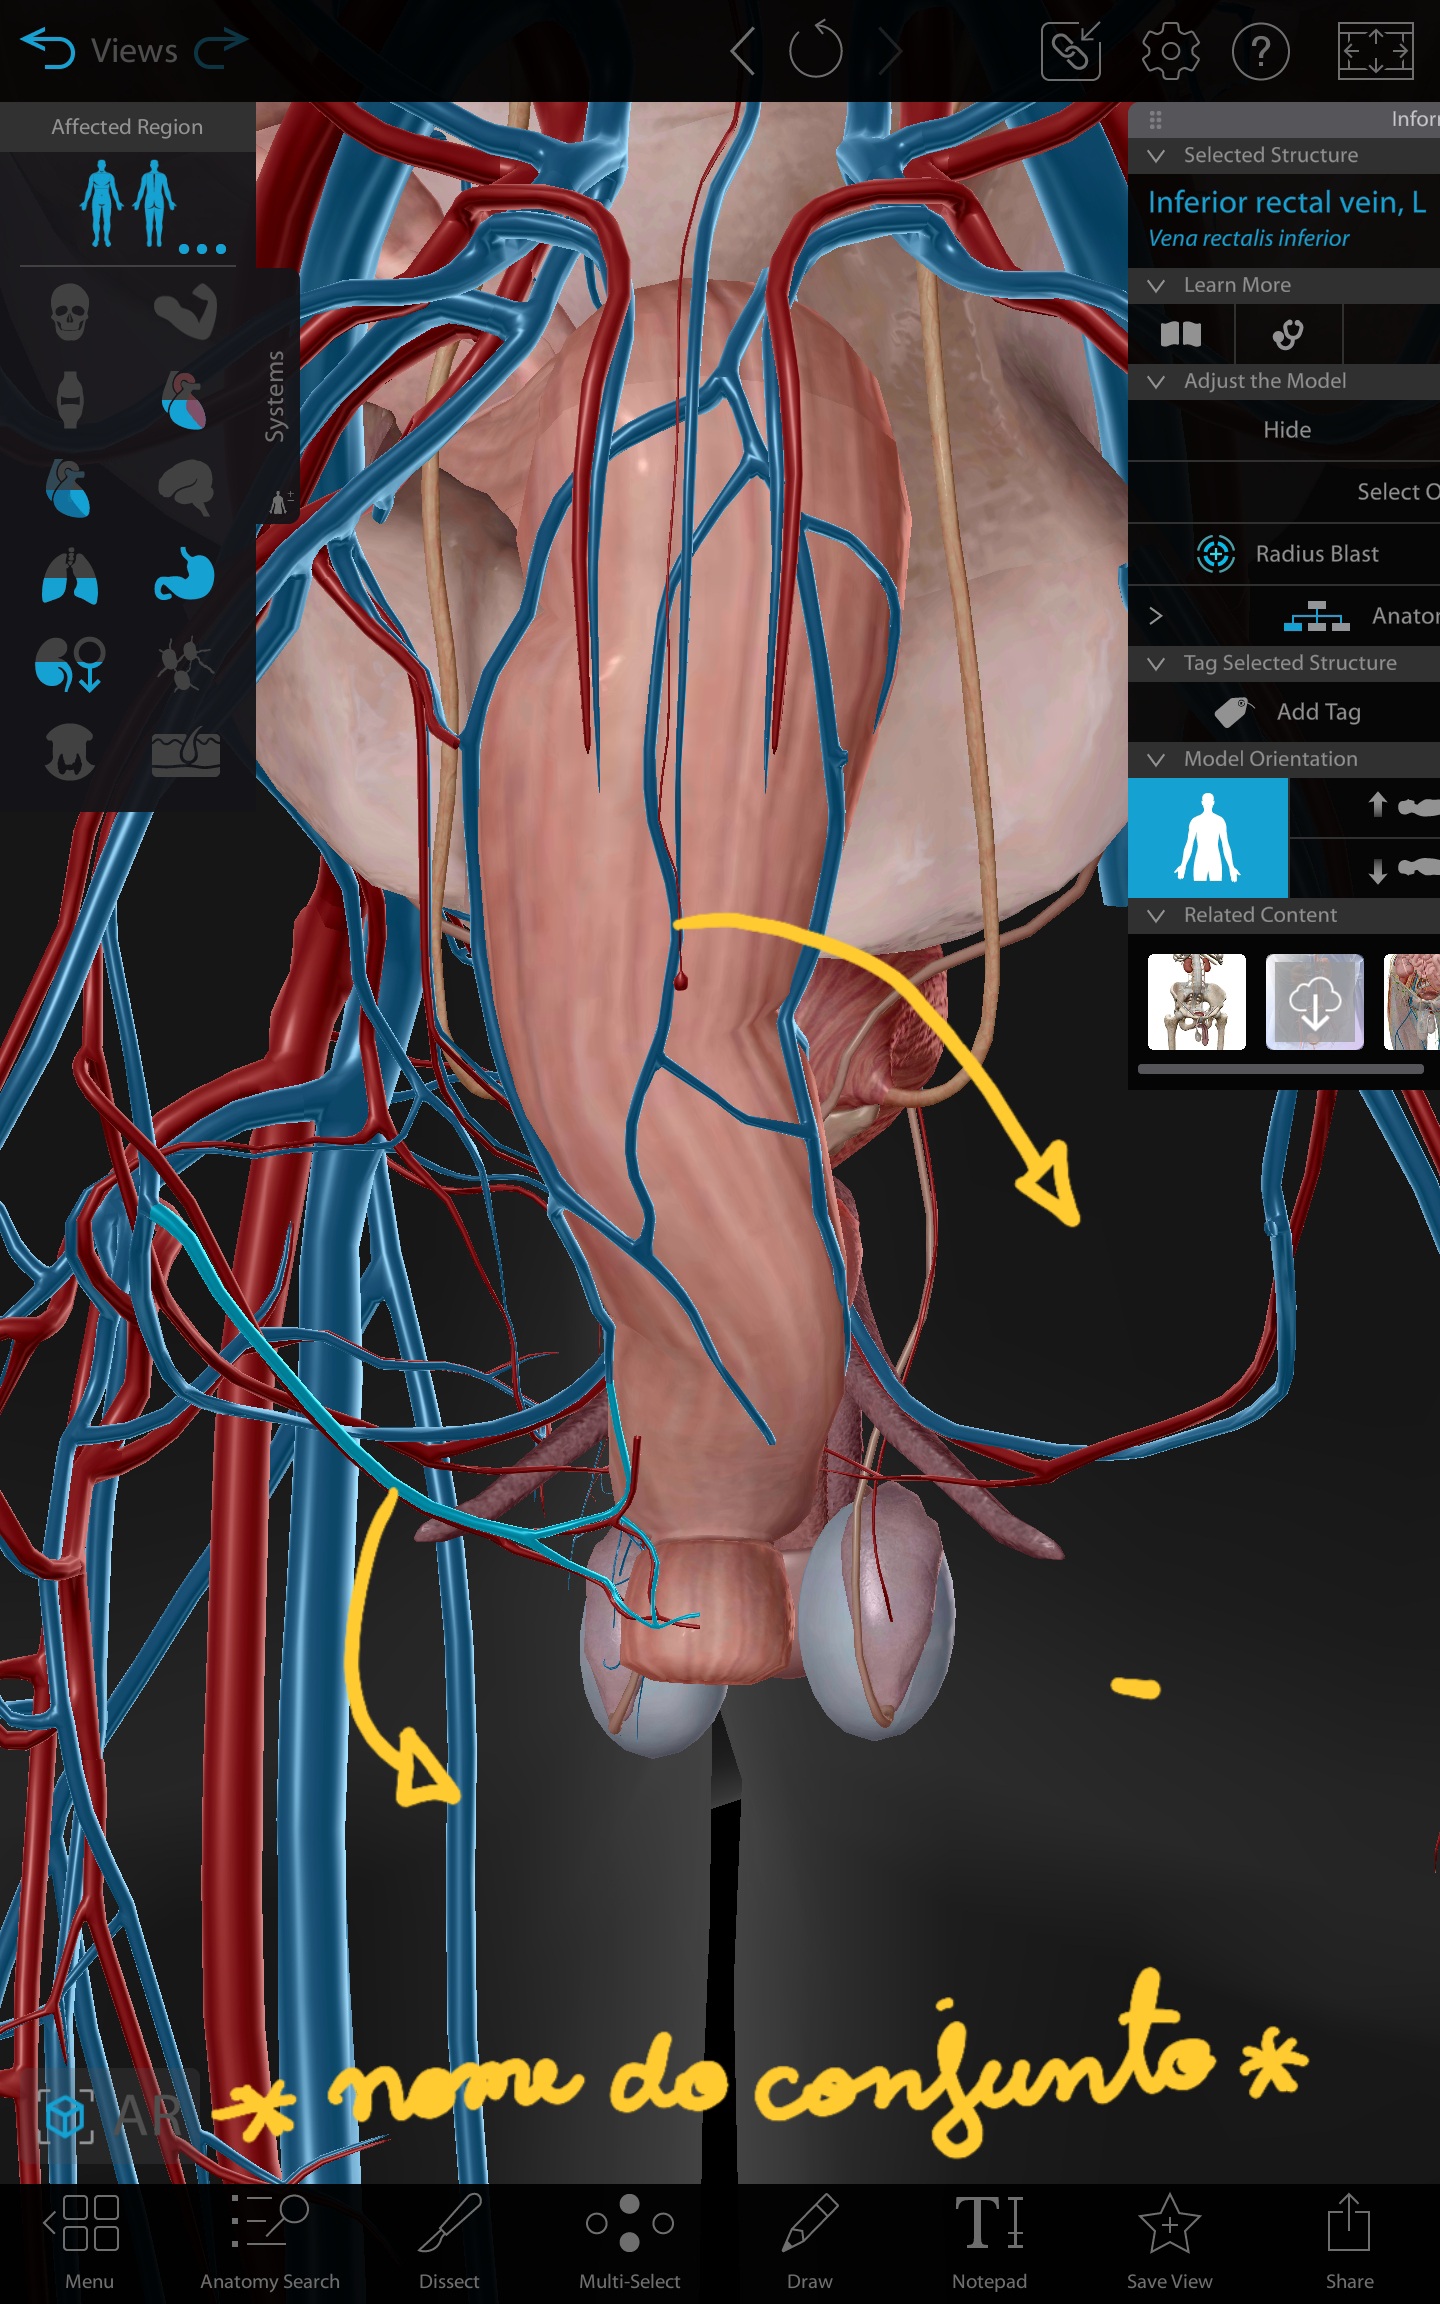 Views
Affected Region
Systems
Infor
Selected Structure
Inferior rectal vein, L
Vena rectalis inferior
Learn More
Adjust the Model
Hide
Select O
Radius Blast
Anator
Tag Selected Structure
Add Tag
Model Orientation
Related Content
* nome do conjunto *
AR
Menu
Anatomy Search
Dissect
Multi-Select
Draw
Notepad
Save View
Share